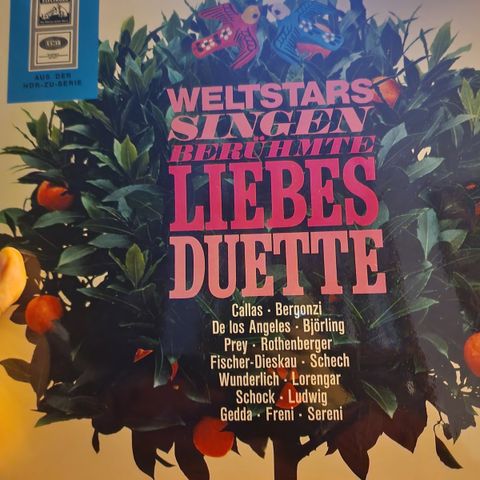 AUS DER
HÖR-ZU-SERIE
WELTSTARS
SINGEN
BERÜHMTE
LIEBES
DUETTE
Callas · Bergonzi
De los Angeles · Björling
Prey · Rothenberger
Fischer-Dieskau · Schech
Wunderlich · Lorengar
Schock · Ludwig
Gedda · Freni · Sereni